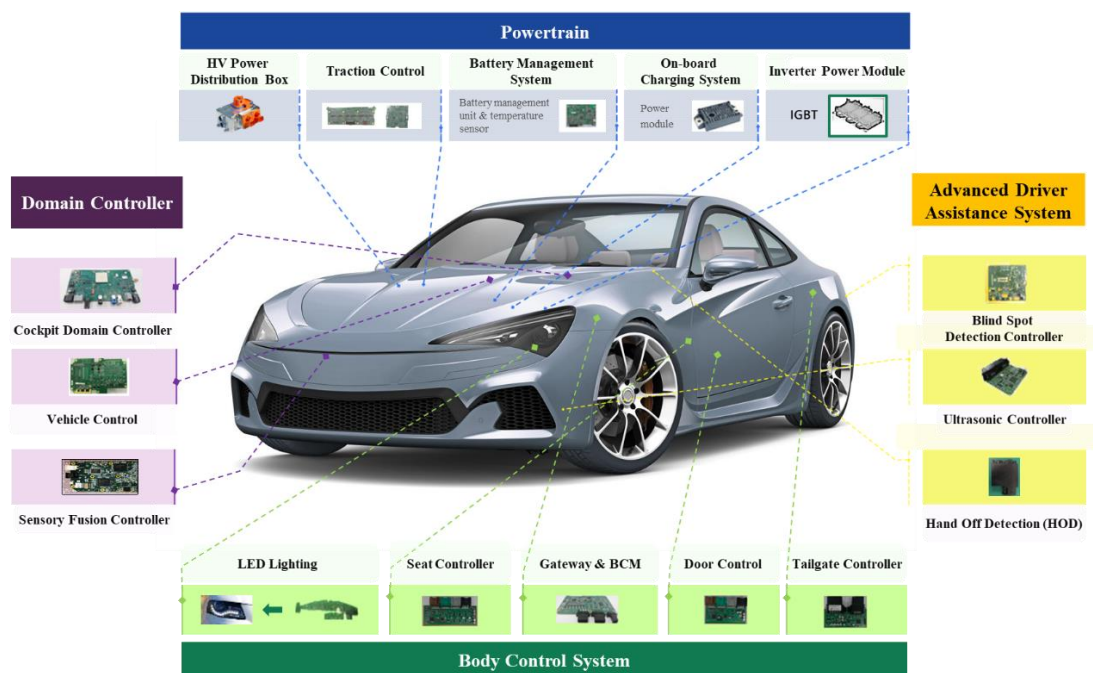 Powertrain
HV Power
Distribution Box
Traction Control
Battery Management
System
On-board
Charging System
Inverter Power Module
Battery management
unit & temperature
sensor
Power
module
IGBT
Domain Controller
Advanced Driver
Assistance System
Cockpit Domain Controller
Blind Spot
Detection Controller
Vehicle Control
Ultrasonic Controller
Sensory Fusion Controller
Hand Off Detection (HOD)
LED Lighting
Seat Controller
Gateway & BCM
Door Control
Tailgate Controller
Body Control System